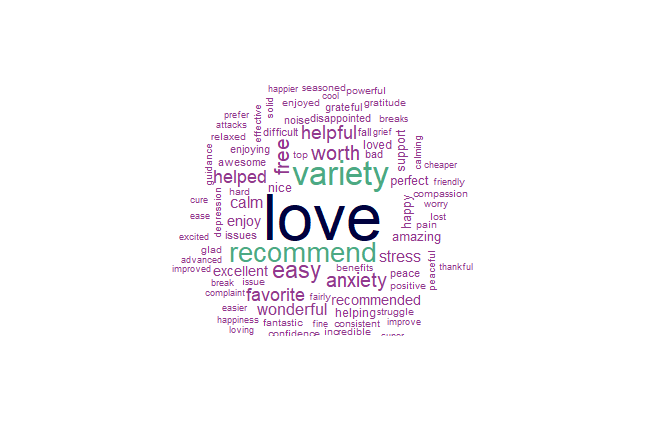 happier
seasoned
cool
powerful
solid
enjoyed
grateful
gratitude
prefer
attacks
effective
noise
disappointed
breaks
relaxed
difficult
helpful
fall
grief
support
calming
guidance
enjoying
free
top
worth
loved
bad
awesome
helped
nice
variety
perfect
cheaper
friendly
compassion
hard
cure
depression
calm
love
happy
worry
lost
ease
enjoy
pain
excited
issues
amazing
glad
recommend
stress
peaceful
thankful
advanced
improved
excellent
easy
benefits
peace
break
issue
anxiety
positive
complaint
favorite
fairly
recommended
easier
wonderful
helping
struggle
happiness
fantastic
fine
consistent
improve
loving
confidence
incredible